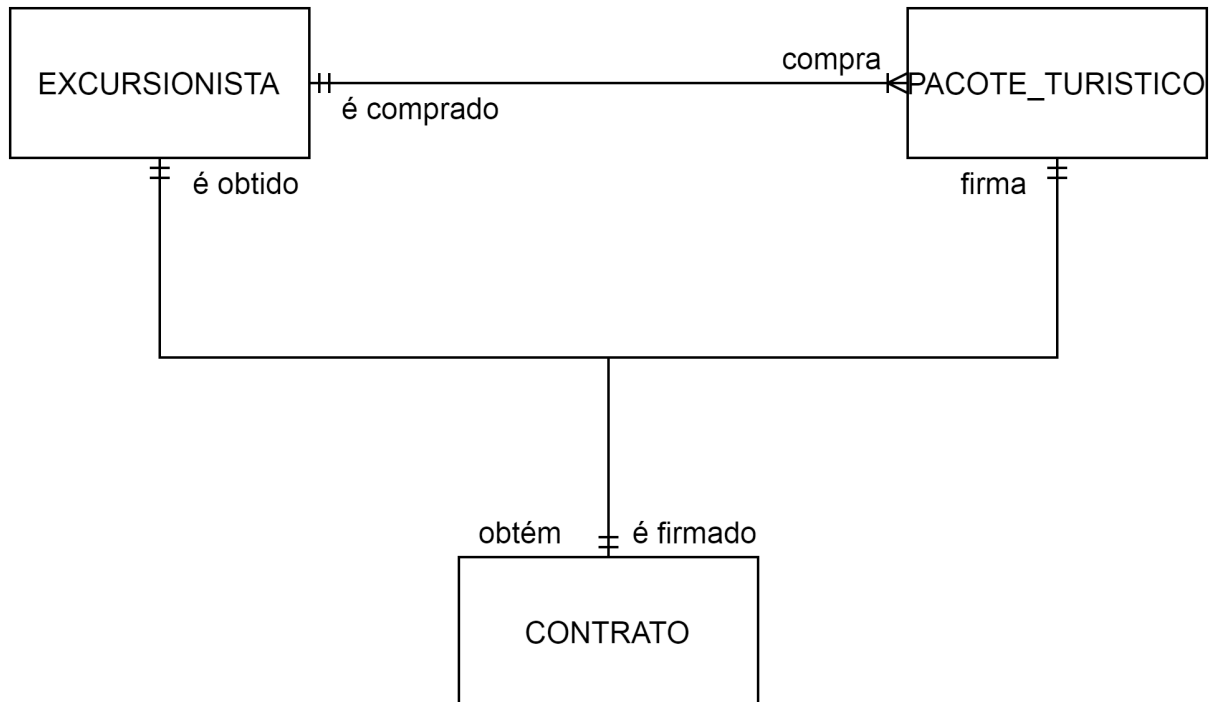 compra
EXCURSIONISTA
PACOTE_TURISTICO
é comprado
é obtido
firma
obtém
é firmado
CONTRATO